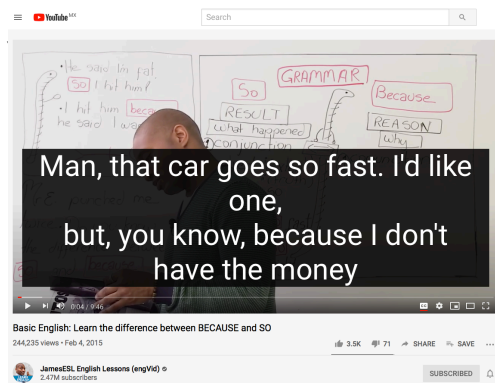 YouTube MX
Search
• He said I'm fat.
So I hit him!
• I hit him beca
he said I was
GRAMMAR
So
Because
RESULT
REASON
what happened
why
conjunction
Man, that car goes so fast. I'd like
one,
but, you know, because I don't
have the money
0:04 / 9:46
Basic English: Learn the difference between BECAUSE and SO
244,235 views • Feb 4, 2015
3.5K
71
SHARE
SAVE
JamesESL English Lessons (engVid)
2.47M subscribers
SUBSCRIBED